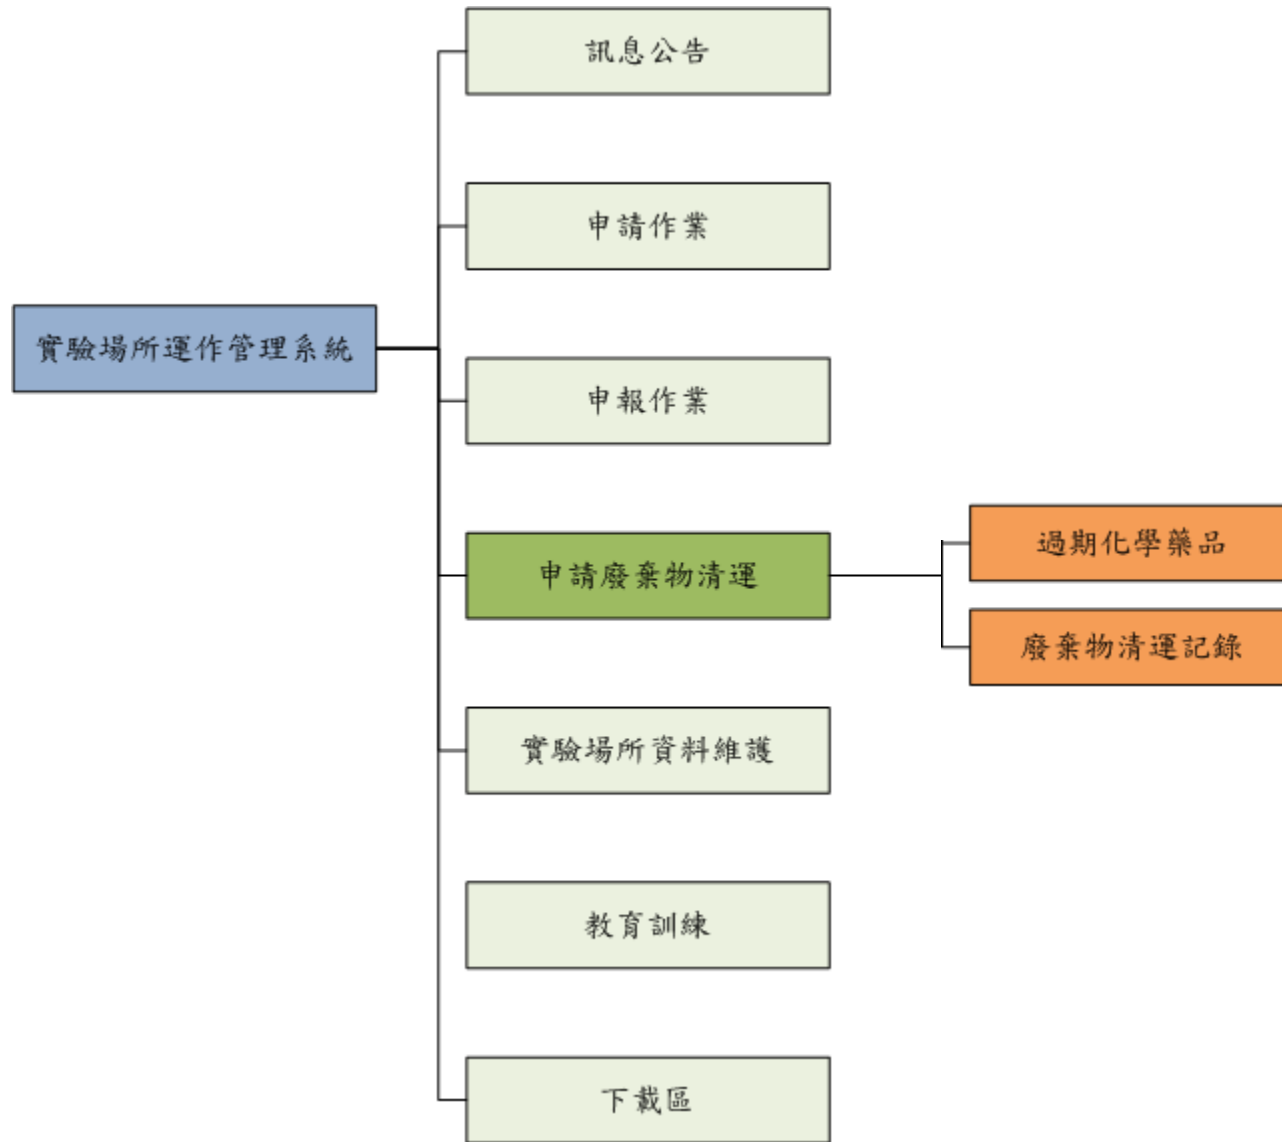 訊息公告
申請作業
實驗場所運作管理系統
申報作業
過期化學藥品
申請廢棄物清運
廢棄物清運記錄
實驗場所資料維護
教育訓練
下載區